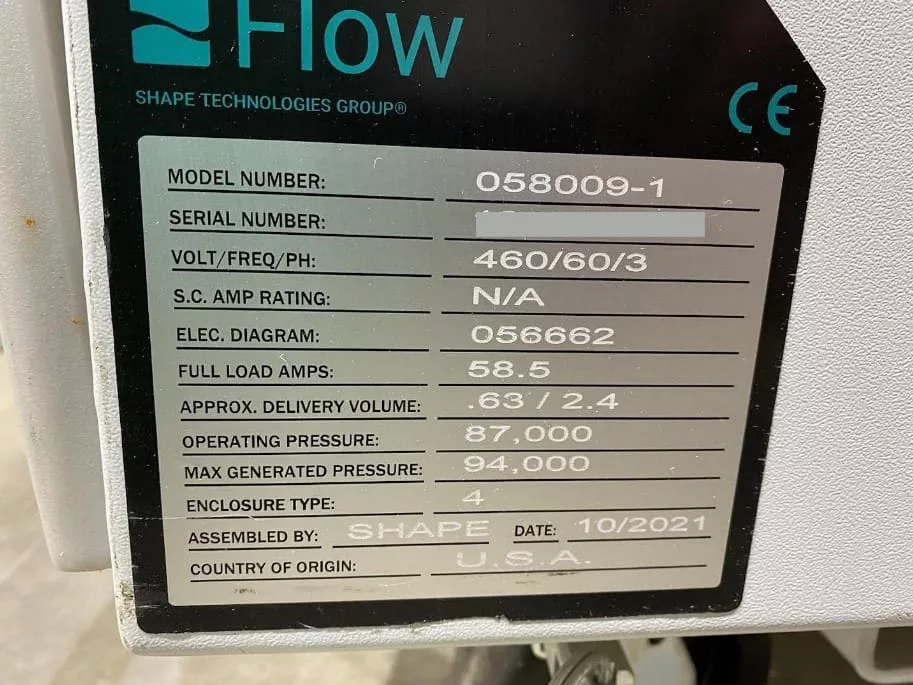 Flow
SHAPE TECHNOLOGIES GROUP®
CE
MODEL NUMBER: 058009-1
SERIAL NUMBER:
VOLT/FREQ/PH: 460/60/3
S.C. AMP RATING: N/A
ELEC. DIAGRAM: 056662
FULL LOAD AMPS: 58.5
APPROX. DELIVERY VOLUME: .63 / 2.4
OPERATING PRESSURE: 87,000
MAX GENERATED PRESSURE: 94,000
ENCLOSURE TYPE: 4
ASSEMBLED BY: SHAPE DATE: 10/2021
COUNTRY OF ORIGIN: U.S.A.